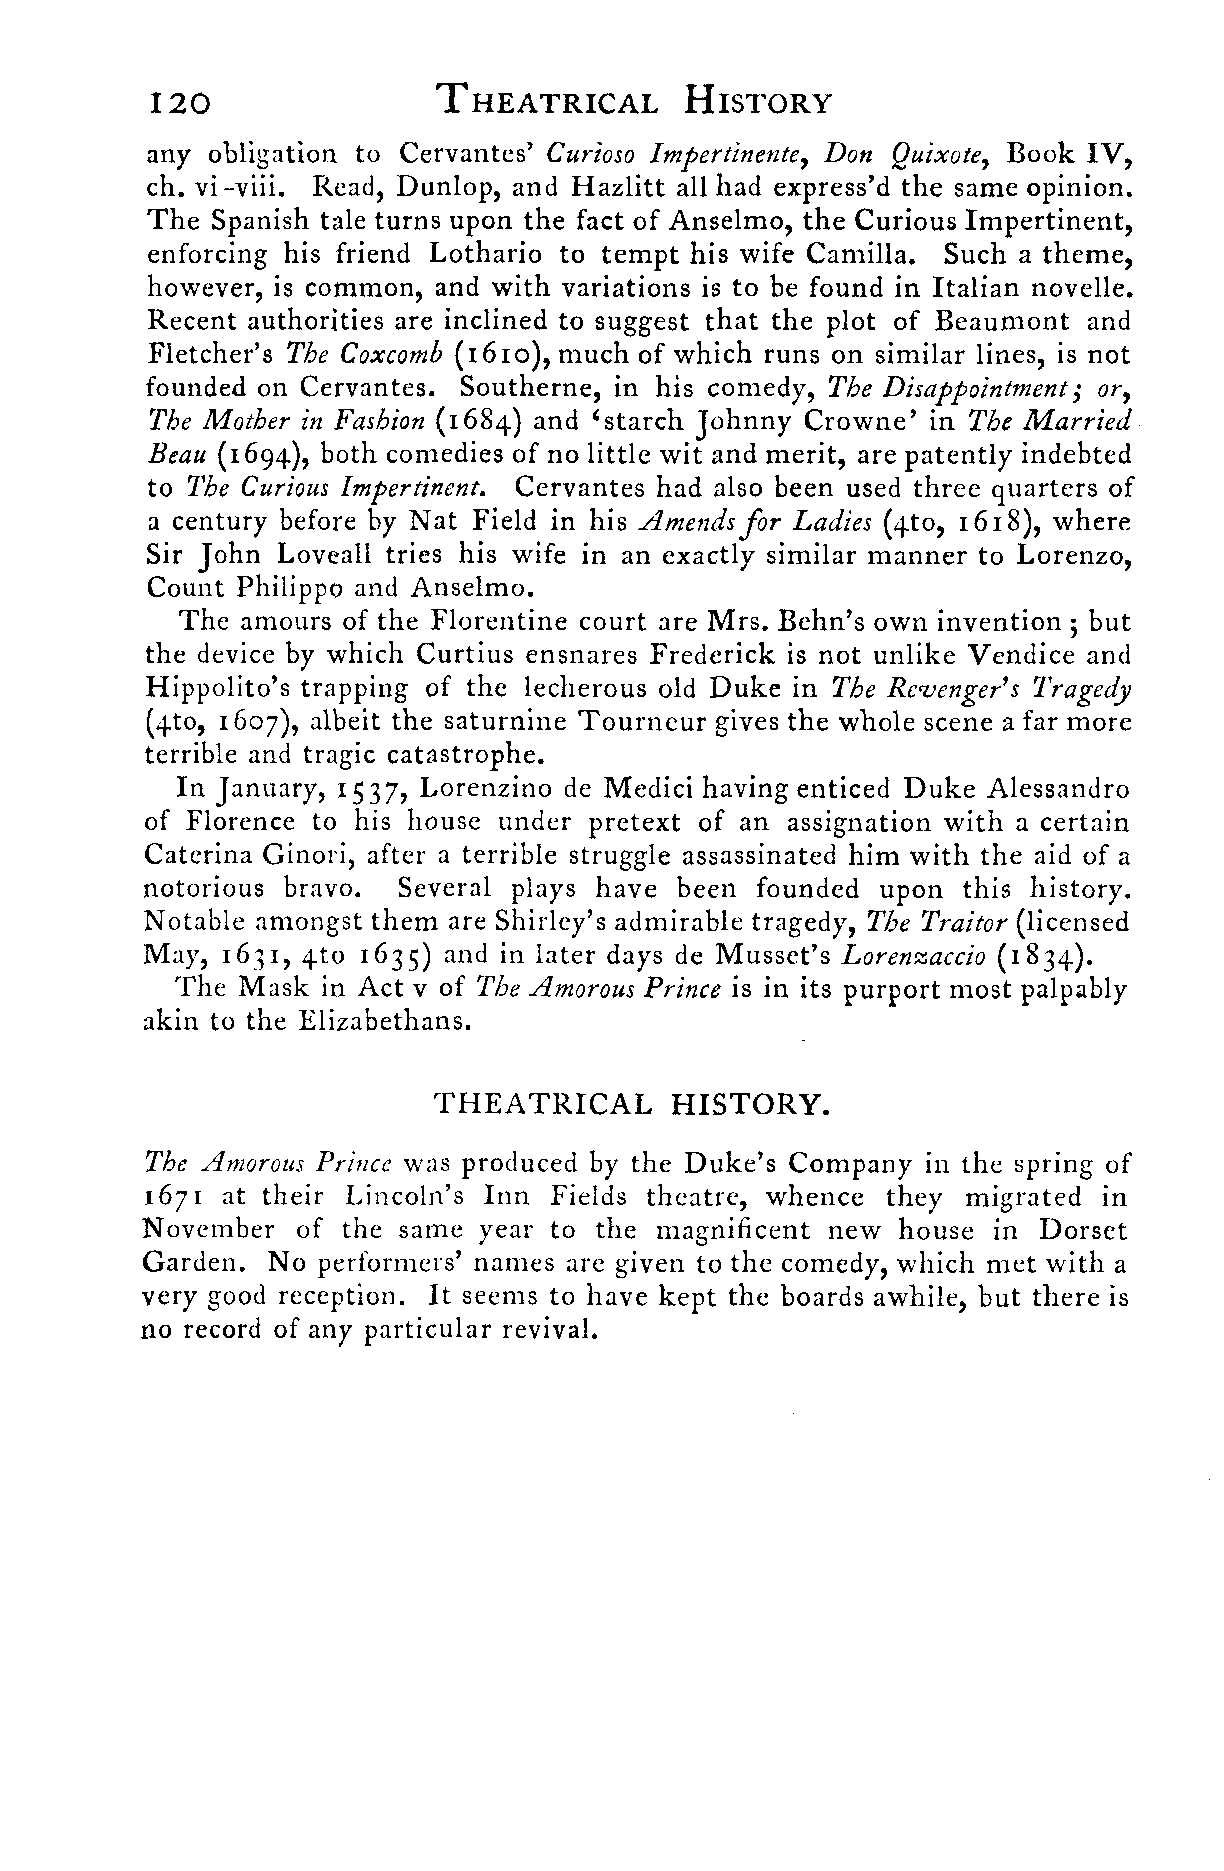 120 THEATRICAL HISTORY
any obligation to Cervantes' Curioso Impertinente, Don Quixote, Book IV,
ch. vi-viii. Read, Dunlop, and Hazlitt all had express'd the same opinion.
The Spanish tale turns upon the fact of Anselmo, the Curious Impertinent,
enforcing his friend Lothario to tempt his wife Camilla. Such a theme,
however, is common, and with variations is to be found in Italian novelle.
Recent authorities are inclined to suggest that the plot of Beaumont and
Fletcher's The Coxcomb (1610), much of which runs on similar lines, is not
founded on Cervantes. Southerne, in his comedy, The Disappointment; or,
The Mother in Fashion (1684) and 'starch Johnny Crowne' in The Married
Beau (1694), both comedies of no little wit and merit, are patently indebted
to The Curious Impertinent. Cervantes had also been used three quarters of
a century before by Nat Field in his Amends for Ladies (4to, 1618), where
Sir John Loveall tries his wife in an exactly similar manner to Lorenzo,
Count Philippo and Anselmo.
The amours of the Florentine court are Mrs. Behn's own invention; but
the device by which Curtius ensnares Frederick is not unlike Vendice and
Hippolito's trapping of the lecherous old Duke in The Revenger's Tragedy
(4to, 1607), albeit the saturnine Tourneur gives the whole scene a far more
terrible and tragic catastrophe.
In January, 1537, Lorenzino de Medici having enticed Duke Alessandro
of Florence to his house under pretext of an assignation with a certain
Caterina Ginori, after a terrible struggle assassinated him with the aid of a
notorious bravo. Several plays have been founded upon this history.
Notable amongst them are Shirley's admirable tragedy, The Traitor (licensed
May, 1631, 4to 1635) and in later days de Musset's Lorenzaccio (1834).
The Mask in Act v of The Amorous Prince is in its purport most palpably
akin to the Elizabethans.
THEATRICAL HISTORY.
The Amorous Prince was produced by the Duke's Company in the spring of
1671 at their Lincoln's Inn Fields theatre, whence they migrated in
November of the same year to the magnificent new house in Dorset
Garden. No performers' names are given to the comedy, which met with a
very good reception. It seems to have kept the boards awhile, but there is
no record of any particular revival.